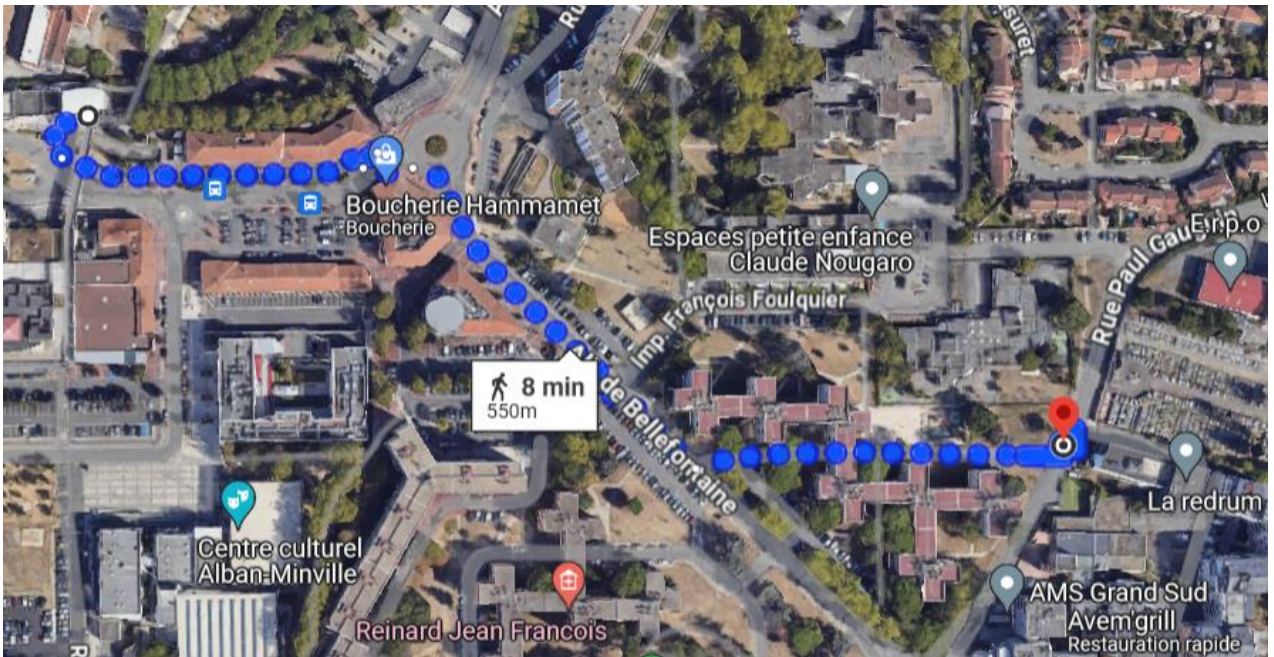 Boucherie Hammamet
Boucherie
Espaces petite enfance
Claude Nougaro
E.r.p.o
Rue Paul Gaug
Imp. François Foulquier
8 min
550m
de Bellefontaine
La redrum
Centre culturel
Alban-Minville
AMS Grand Sud
Avem'grill
Restauration rapide
Reinard Jean Francois